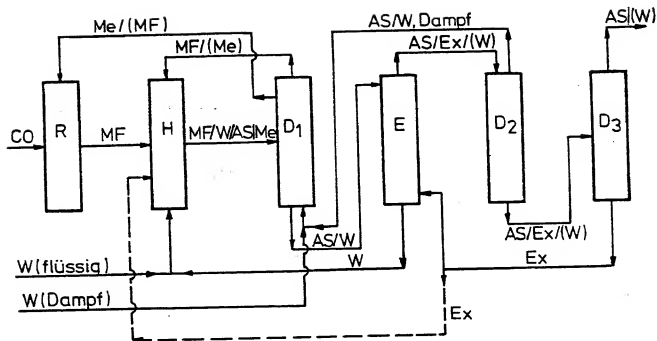 Me/(MF)
MF/(Me)
AS/W, Dampf
AS/Ex/(W)
AS|(W)
CO
R
MF
H
MF/W/AS|Me
D1
E
D2
D3
AS/W
AS/Ex/(W)
W(flüssig)
W
Ex
W(Dampf)
Ex